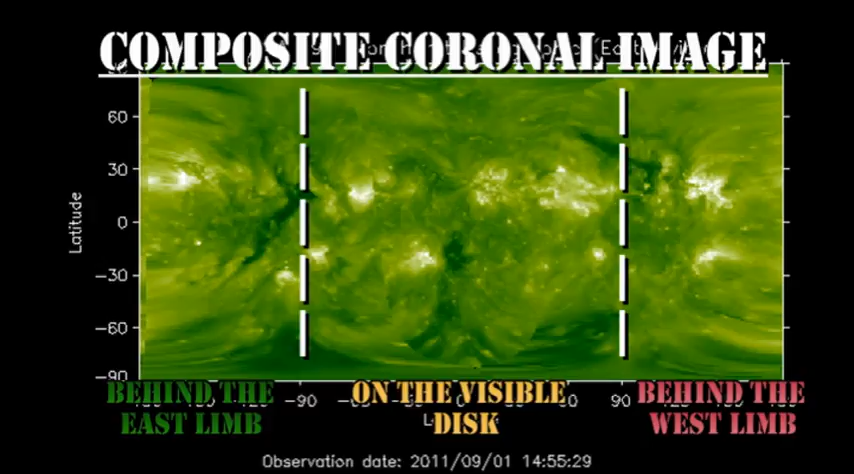 COMPOSITE CORONAL IMAGE
60
30
0
-30
-60
-90
Latitude
-90
90
BEHIND THE
EAST LIMB
ON THE VISIBLE
DISK
BEHIND THE
WEST LIMB
Observation date: 2011/09/01 14:55:29